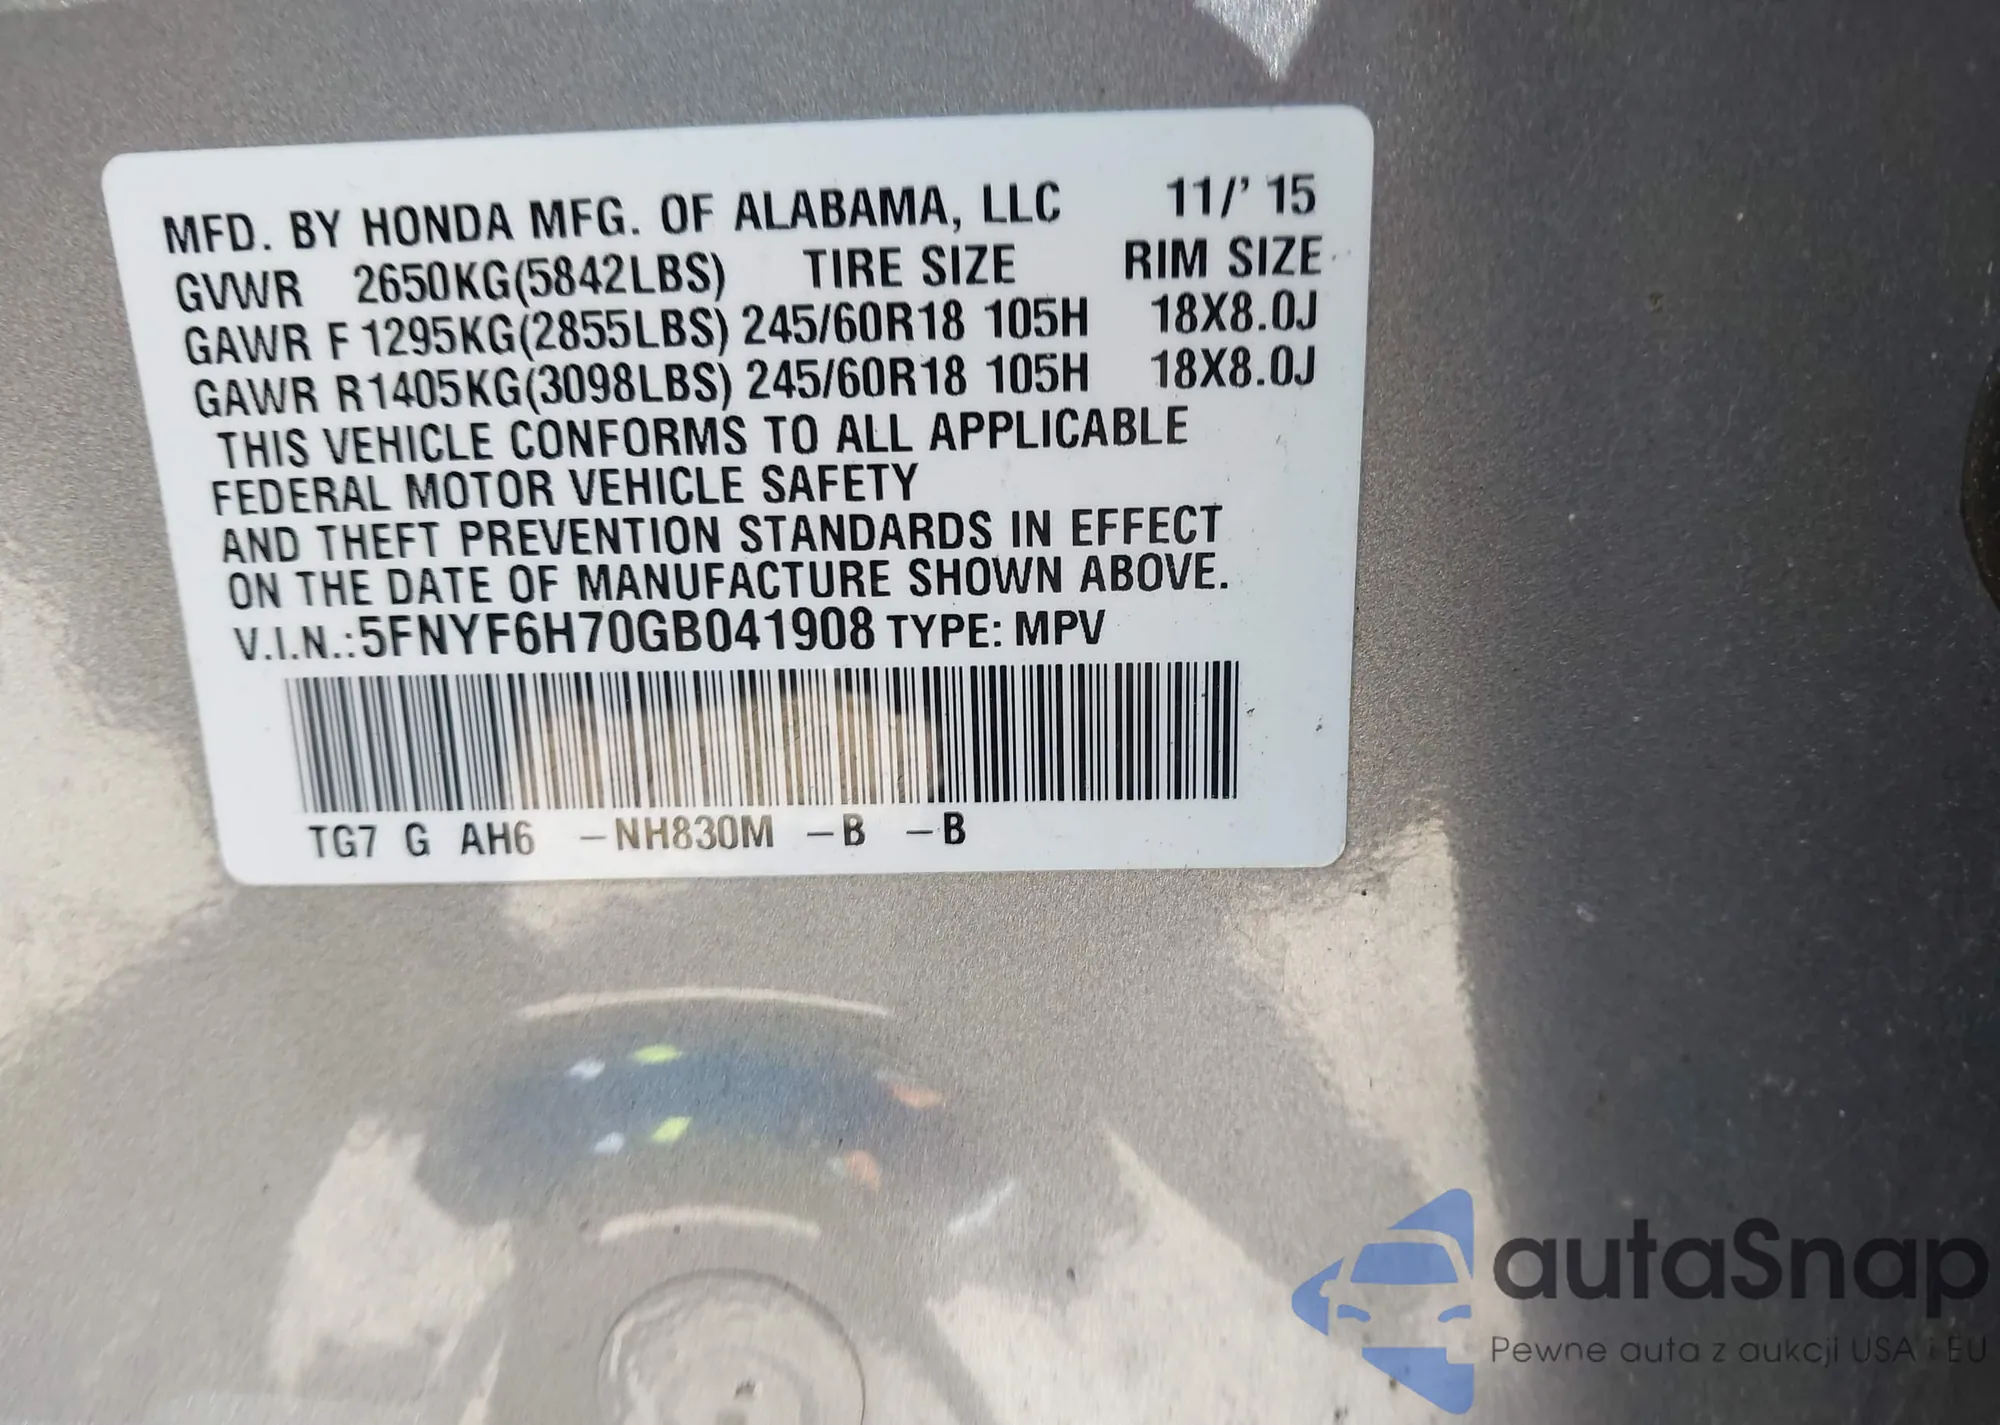 MFD. BY HONDA MFG. OF ALABAMA, LLC 11/' 15
GVWR 2650KG(5842LBS) TIRE SIZE RIM SIZE
GAWR F 1295KG(2855LBS) 245/60R18 105H 18X8.0J
GAWR R 1405KG(3098LBS) 245/60R18 105H 18X8.0J
THIS VEHICLE CONFORMS TO ALL APPLICABLE
FEDERAL MOTOR VEHICLE SAFETY
AND THEFT PREVENTION STANDARDS IN EFFECT
ON THE DATE OF MANUFACTURE SHOWN ABOVE.
V.I.N.:5FNYF6H70GB041908 TYPE: MPV
TG7 G AH6 –NH830M –B –B
autaSnap
Pewne auta z aukcji USA i EU